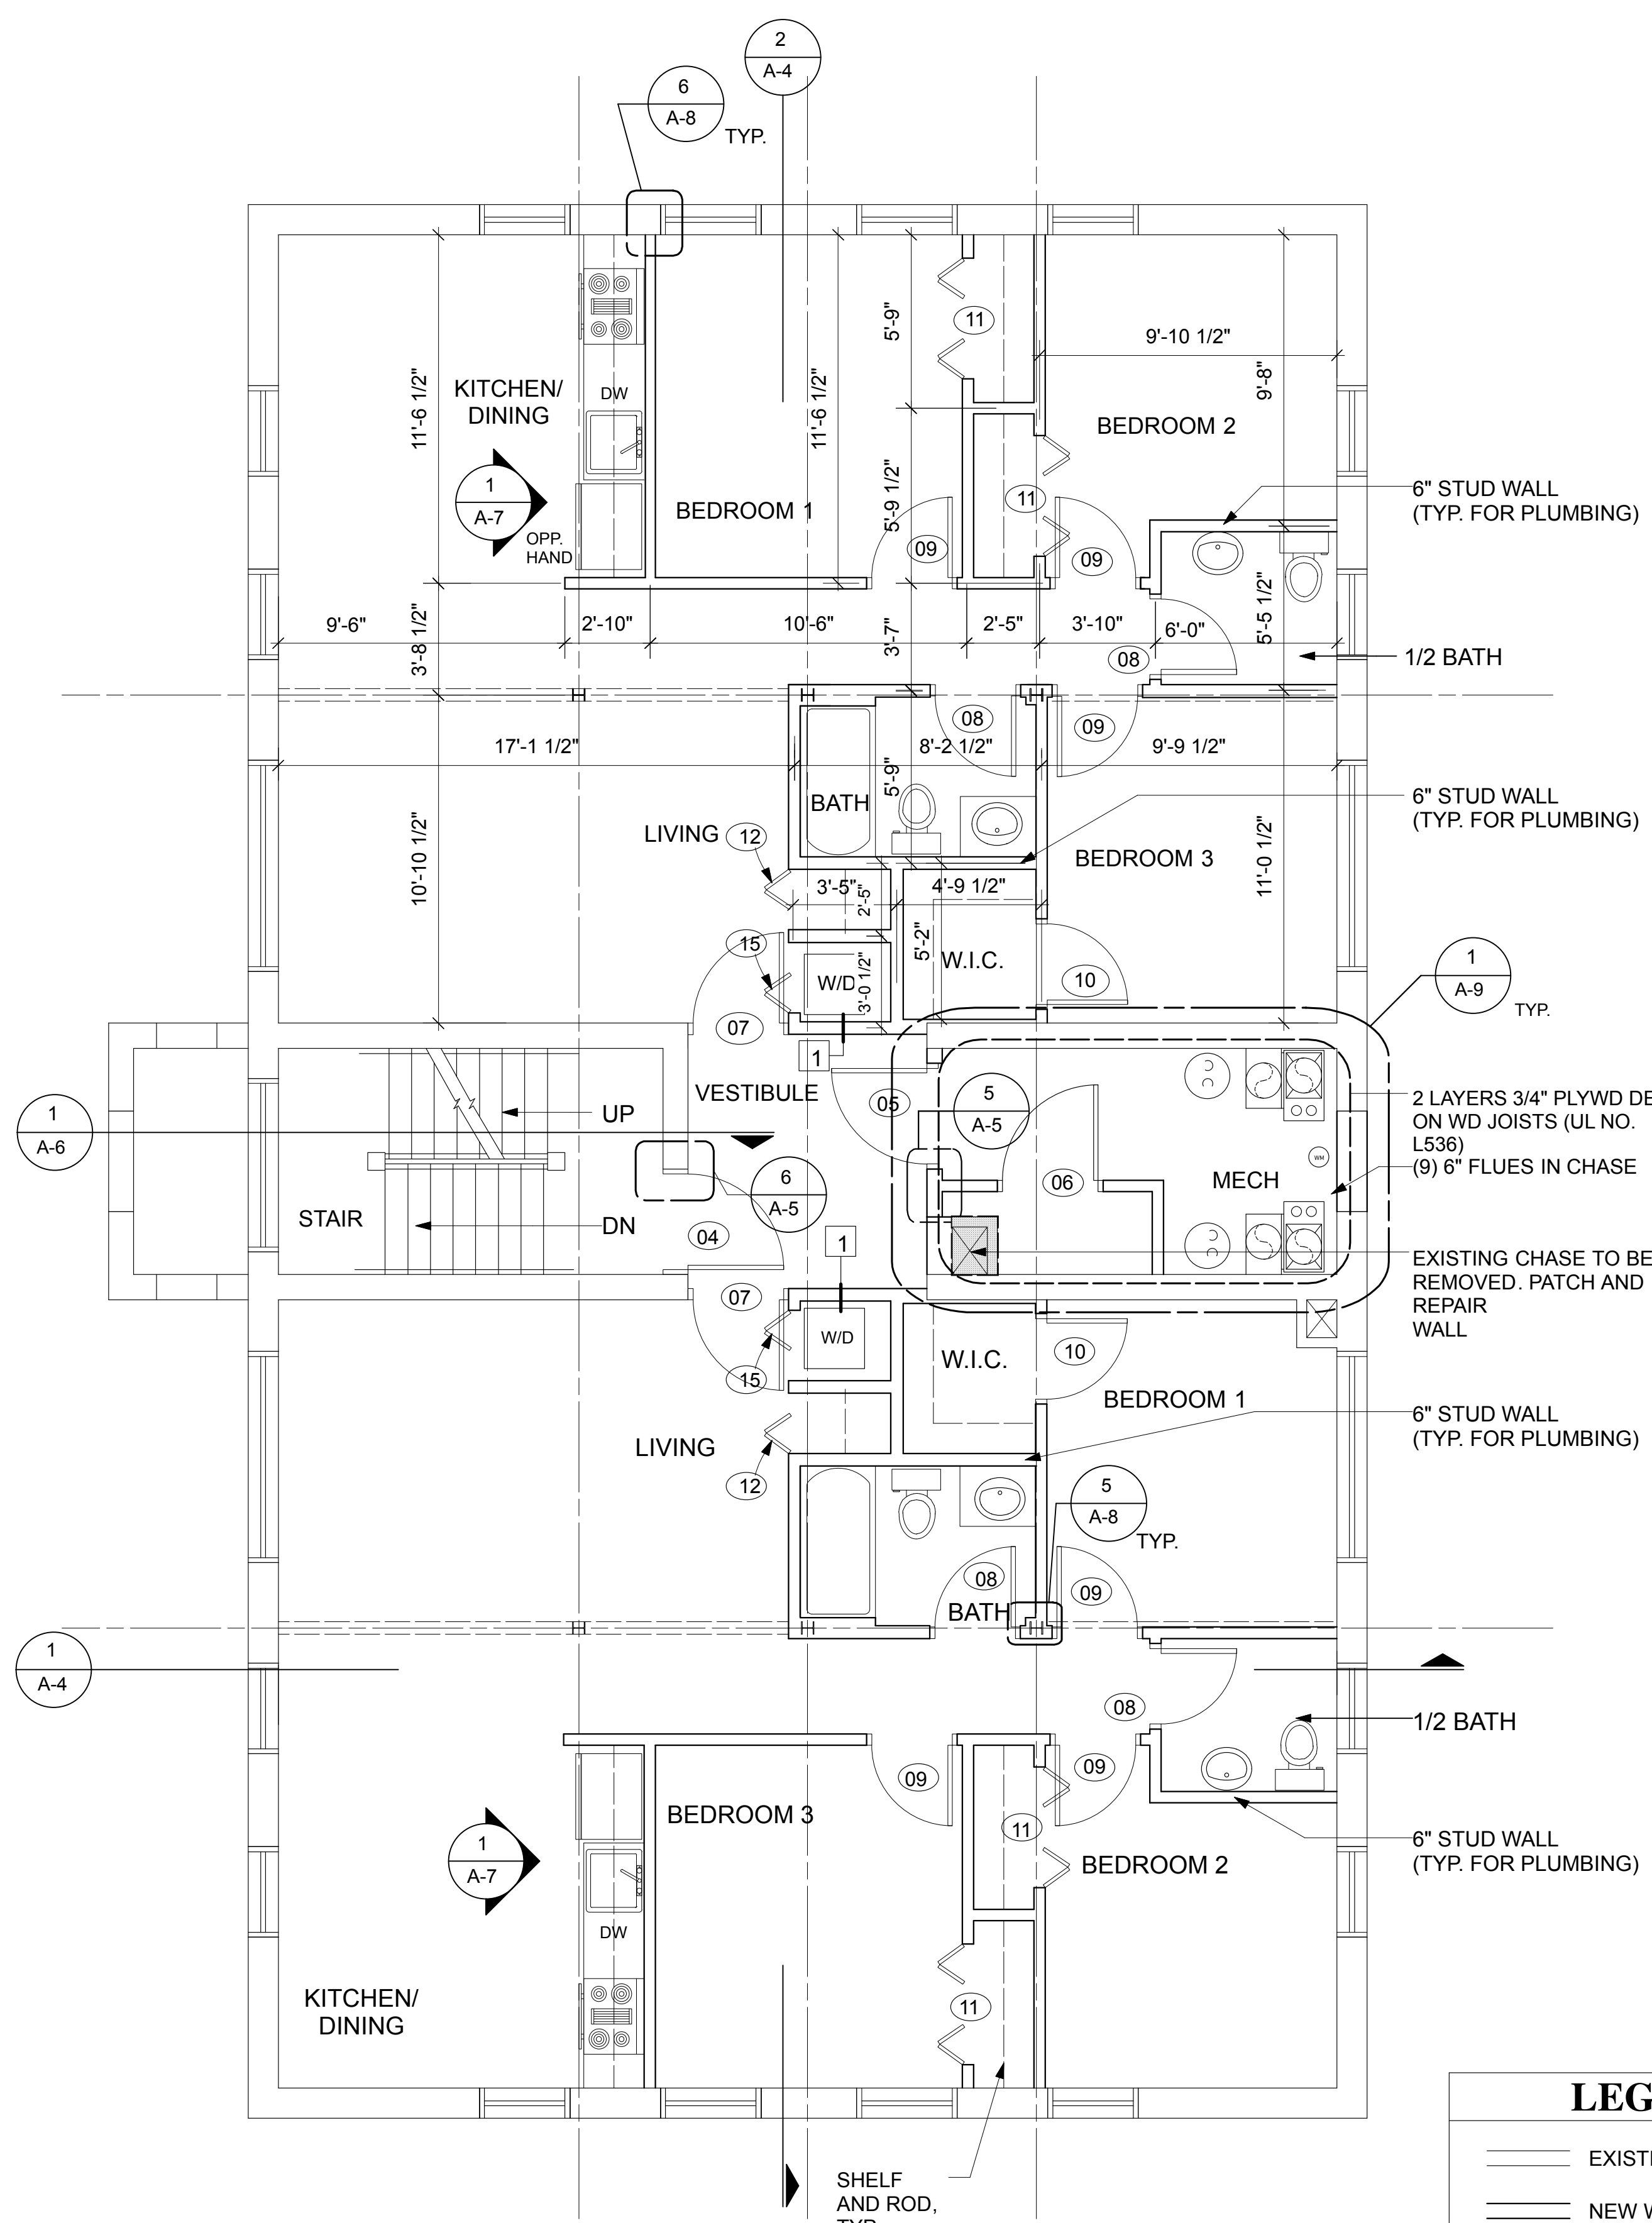 2
A-4
6
A-8
TYP.
11
5'-9"
9'-10 1/2"
9'-8"
11'-6 1/2"
KITCHEN/
DINING
DW
11'-6 1/2"
BEDROOM 2
1
A-7
OPP.
HAND
BEDROOM 1
5'-9 1/2"
11
6" STUD WALL
(TYP. FOR PLUMBING)
09
09
9'-6"
3'-8 1/2"
2'-10"
10'-6"
3'-7"
2'-5"
3'-10"
6'-0"
5'-5 1/2"
08
1/2 BATH
08
09
17'-1 1/2"
8'-2 1/2"
9'-9 1/2"
5'-9"
BATH
6" STUD WALL
(TYP. FOR PLUMBING)
LIVING
12
BEDROOM 3
10'-10 1/2"
11'-0 1/2"
3'-5"
2'-5"
4'-9 1/2"
15
5'-2"
W.I.C.
W/D
3'-0 1/2"
10
1
A-9
TYP.
07
1
VESTIBULE
05
5
A-5
UP
1
A-6
2 LAYERS 3/4" PLYWD DE
ON WD JOISTS (UL NO.
L536)
(9) 6" FLUES IN CHASE
WM
6
A-5
06
MECH
STAIR
DN
04
1
EXISTING CHASE TO BE
REMOVED. PATCH AND
REPAIR
WALL
07
W/D
W.I.C.
10
15
BEDROOM 1
6" STUD WALL
(TYP. FOR PLUMBING)
LIVING
12
5
A-8
TYP.
08
09
BATH
1
A-4
08
1/2 BATH
09
09
BEDROOM 3
11
6" STUD WALL
(TYP. FOR PLUMBING)
1
A-7
BEDROOM 2
DW
KITCHEN/
DINING
11
LEG
EXISTI
SHELF
AND ROD,
TYP
NEW W